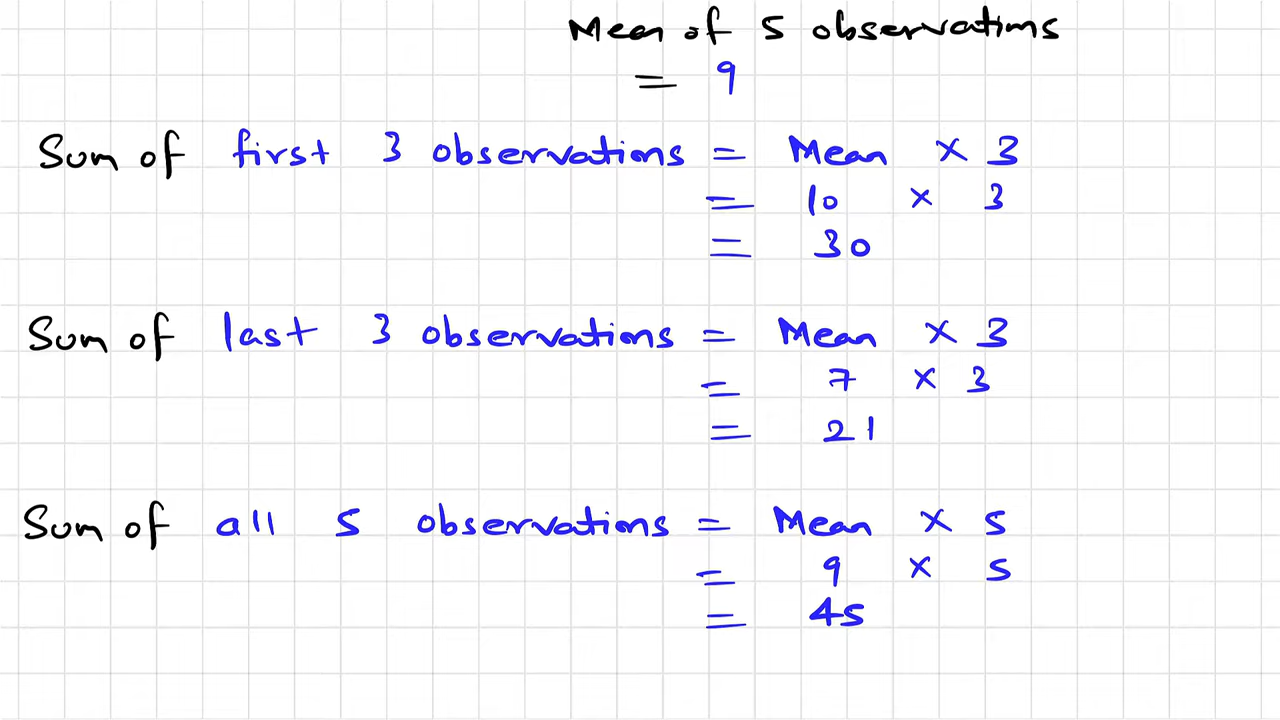 Mean of 5 observations
= 9
Sum of first 3 observations = Mean × 3
= 10 × 3
= 30
Sum of last 3 observations = Mean × 3
= 7 × 3
= 21
Sum of all 5 observations = Mean × 5
= 9 × 5
= 45